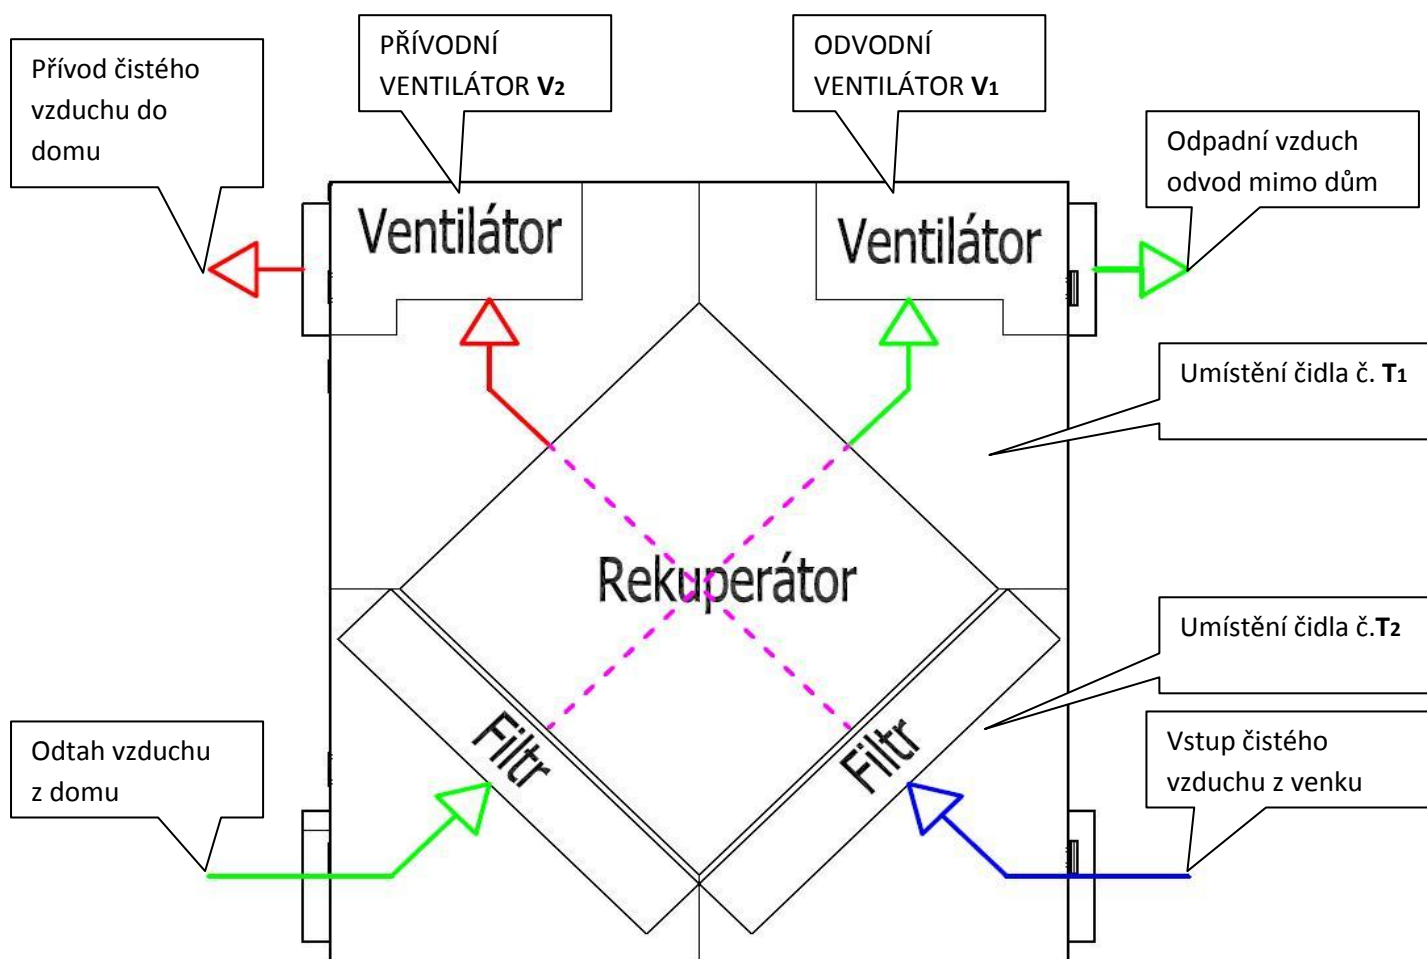 Přívod čistého
vzduchu do
domu
PŘÍVODNÍ
VENTILÁTOR V2
ODVODNÍ
VENTILÁTOR V1
Odpadní vzduch
odvod mimo dům
Ventilátor
Ventilátor
Umístění čidla č. T1
Rekuperátor
Umístění čidla č.T2
Filtr
Filtr
Odtah vzduchu
z domu
Vstup čistého
vzduchu z venku